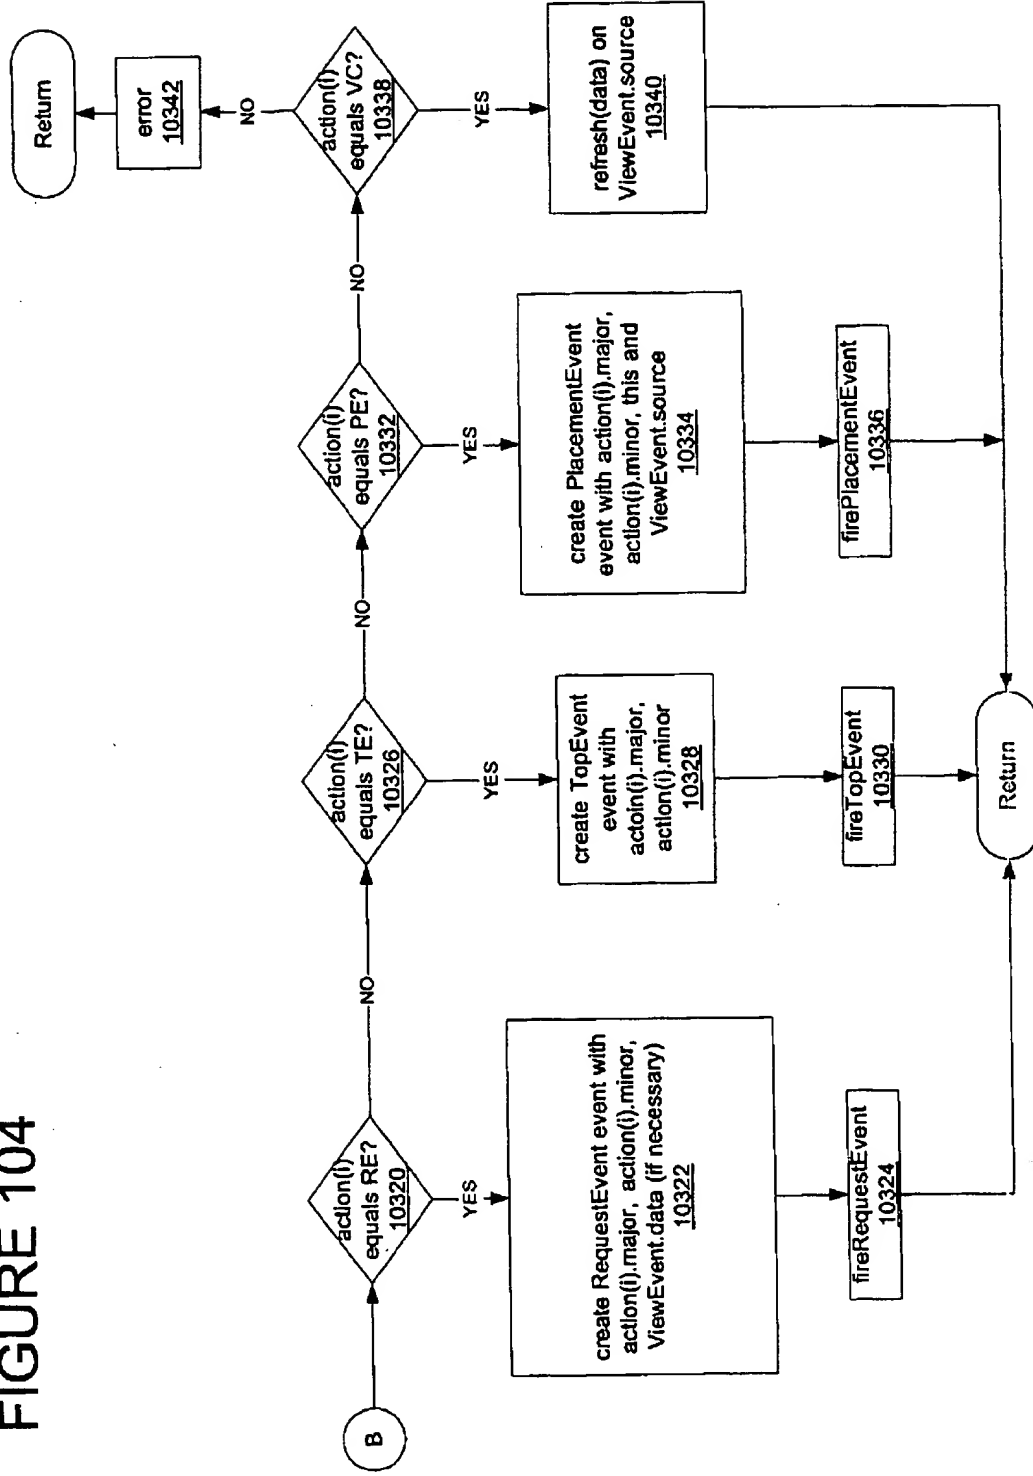 FIGURE 104
B
action(i)
equals RE?
10320
NO
action(i)
equals TE?
10326
NO
action(i)
equals PE?
10332
NO
action(i)
equals VC?
10338
NO
error
10342
Return
YES
create RequestEvent event with
action(i).major, action(i).minor,
ViewEvent.data (if necessary)
10322
fireRequestEvent
10324
YES
create TopEvent
event with
actoin(i).major,
action(i).minor
10328
fireTopEvent
10330
YES
create PlacementEvent
event with action(i).major,
action(i).minor, this and
ViewEvent.source
10334
firePlacementEvent
10336
YES
refresh(data) on
ViewEvent.source
10340
Return